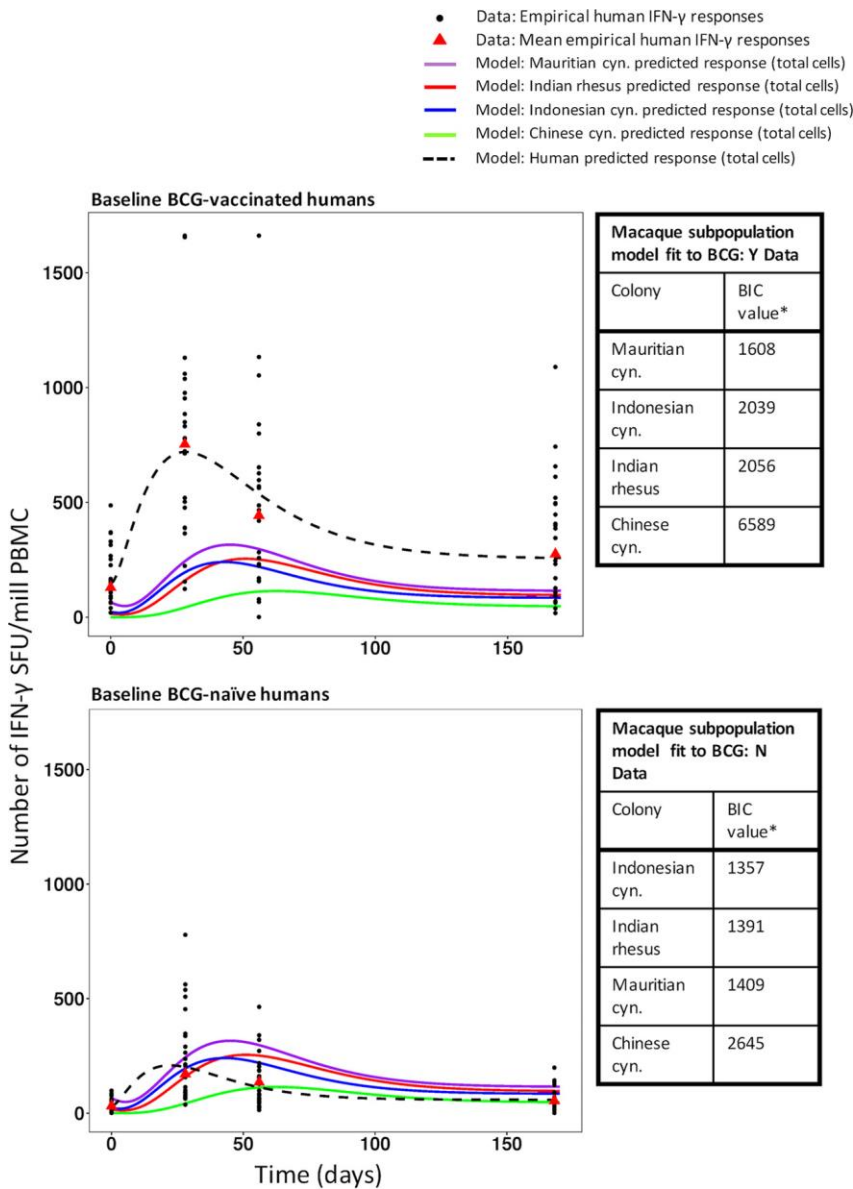 Data: Empirical human IFN-γ responses
Data: Mean empirical human IFN-γ responses
Model: Mauritian cyn. predicted response (total cells)
Model: Indian rhesus predicted response (total cells)
Model: Indonesian cyn. predicted response (total cells)
Model: Chinese cyn. predicted response (total cells)
Model: Human predicted response (total cells)
Number of IFN-γ SFU/mill PBMC
Baseline BCG-vaccinated humans
1500
1000
500
0
0
50
100
150
Macaque subpopulation
model fit to BCG: Y Data
Colony
BIC
value*
Mauritian
cyn.
1608
Indonesian
cyn.
2039
Indian
rhesus
2056
Chinese
cyn.
6589
Baseline BCG-naïve humans
1500
1000
500
0
0
50
100
150
Time (days)
Macaque subpopulation
model fit to BCG: N
Data
Colony
BIC
value*
Indonesian
cyn.
1357
Indian
rhesus
1391
Mauritian
cyn.
1409
Chinese
cyn.
2645